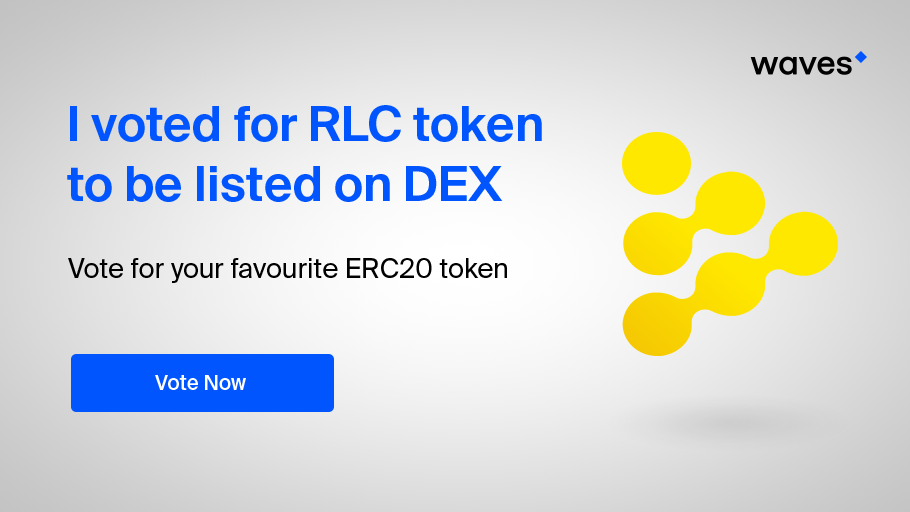 waves
I voted for RLC token
to be listed on DEX
Vote for your favourite ERC20 token
Vote Now